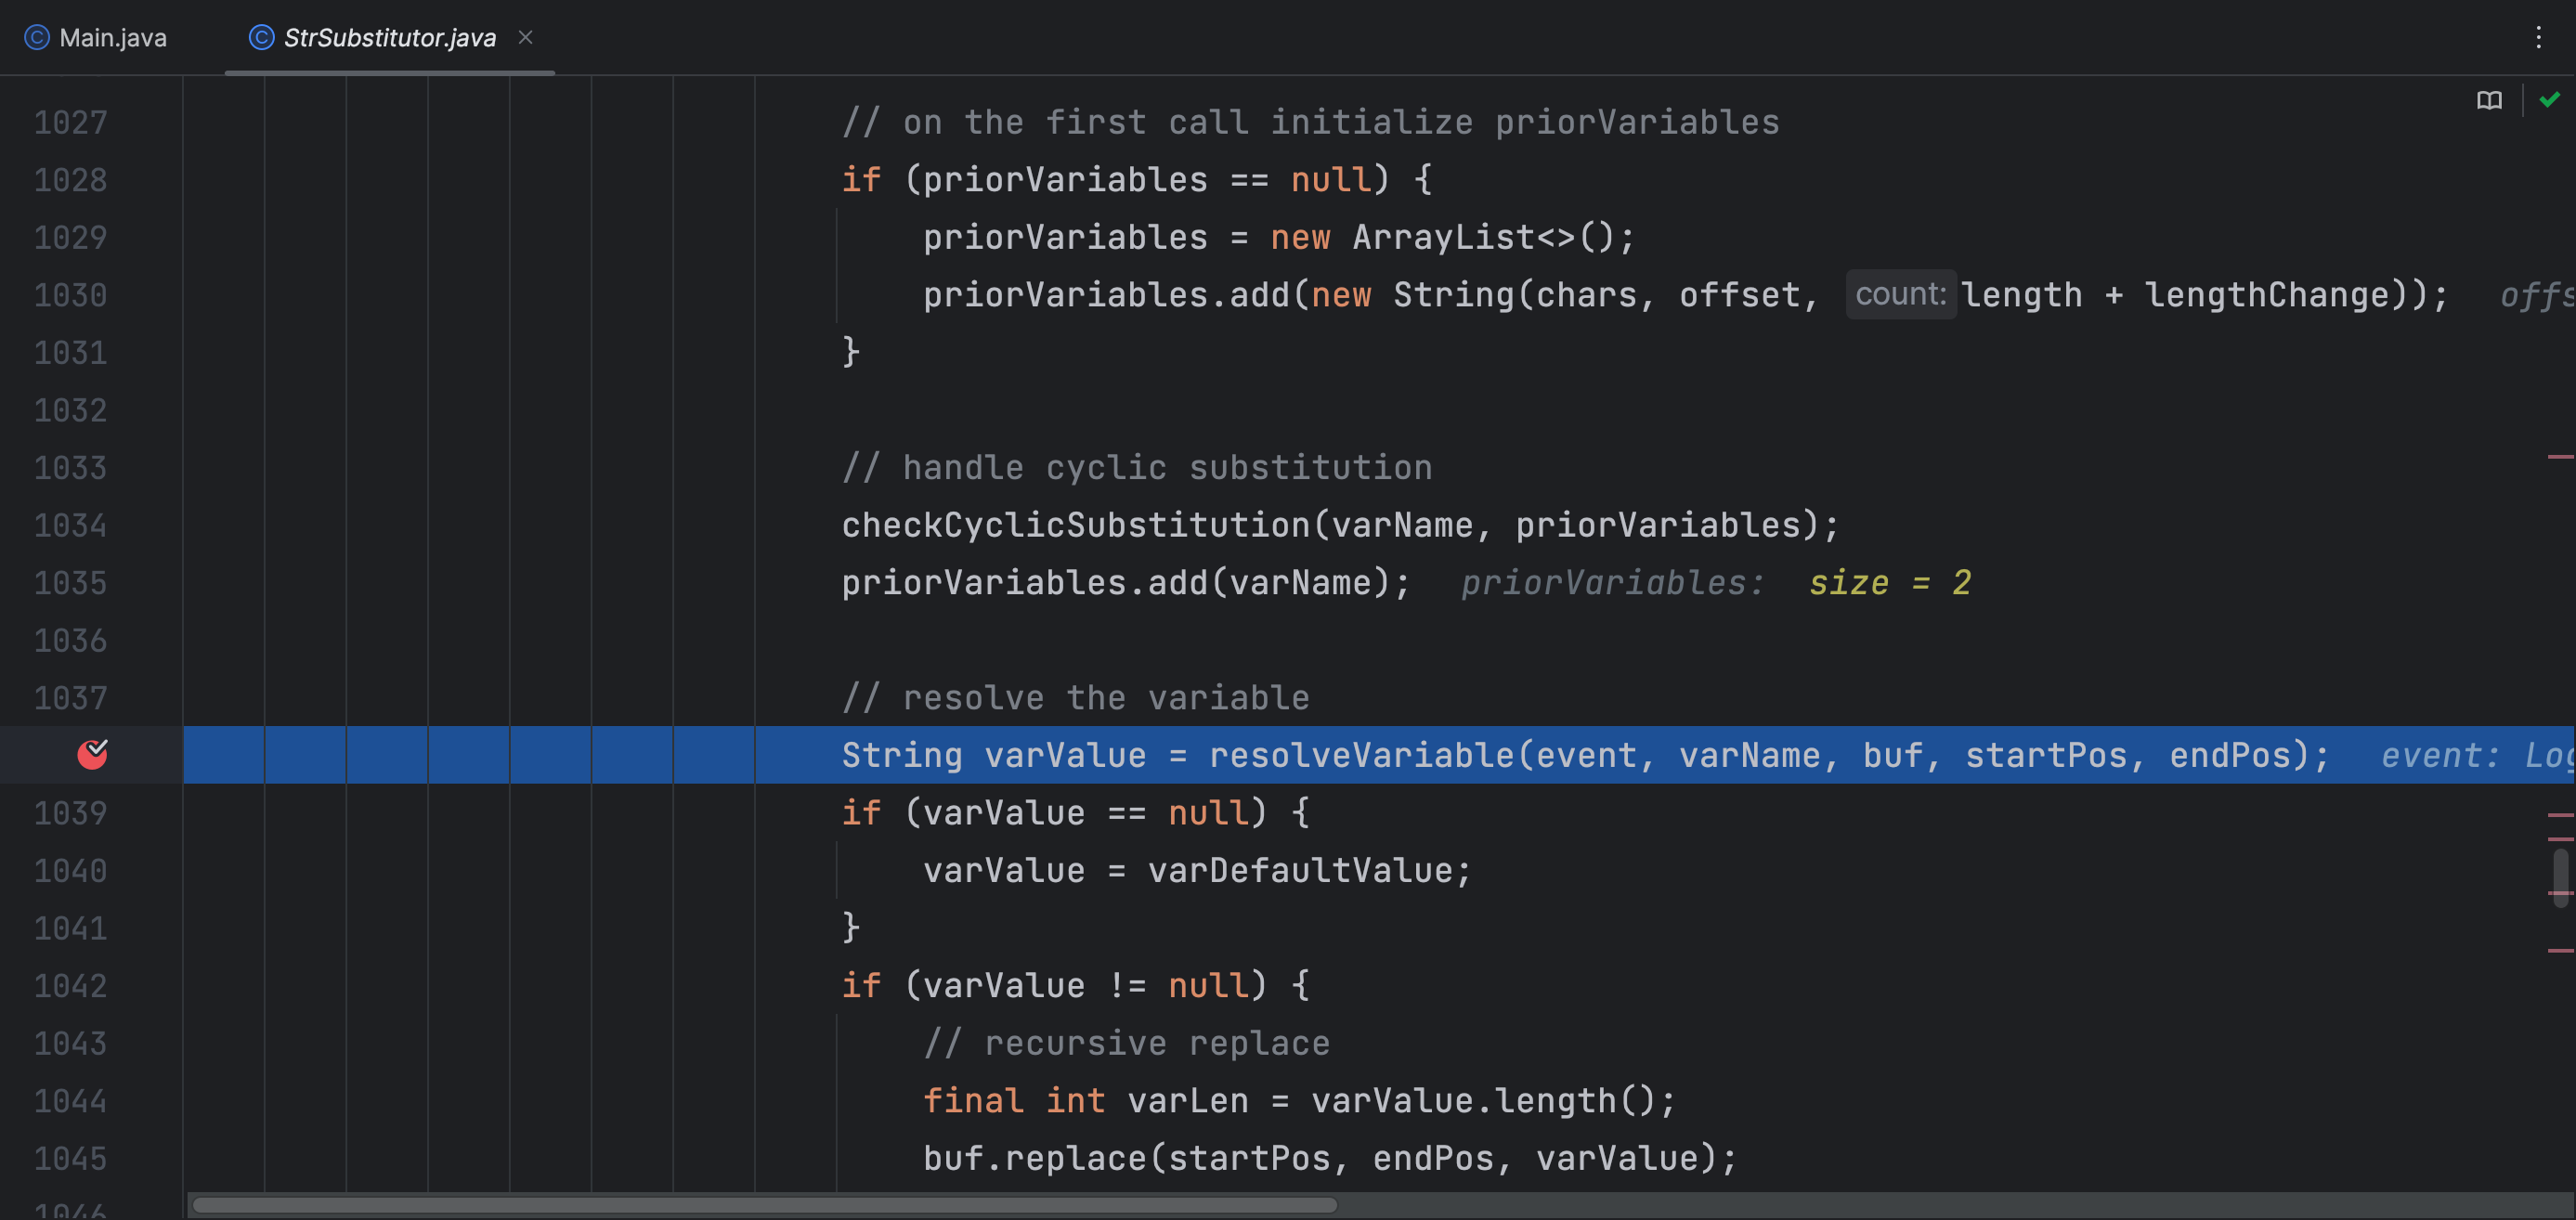 Main.java
StrSubstitutor.java
1027 // on the first call initialize priorVariables
1028 if (priorVariables == null) {
1029 priorVariables = new ArrayList<>();
1030 priorVariables.add(new String(chars, offset, count: length + lengthChange)); offs
1031 }
1032
1033 // handle cyclic substitution
1034 checkCyclicSubstitution(varName, priorVariables);
1035 priorVariables.add(varName); priorVariables: size = 2
1036
1037 // resolve the variable
String varValue = resolveVariable(event, varName, buf, startPos, endPos); event: Log
1039 if (varValue == null) {
1040 varValue = varDefaultValue;
1041 }
1042 if (varValue != null) {
1043 // recursive replace
1044 final int varLen = varValue.length();
1045 buf.replace(startPos, endPos, varValue);
1046